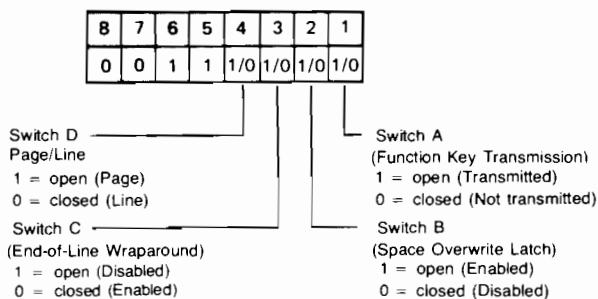 8 7 6 5 4 3 2 1
0 0 1 1 1/0 1/0 1/0 1/0
Switch D
Page/Line
1 = open (Page)
0 = closed (Line)
Switch C
(End-of-Line Wraparound)
1 = open (Disabled)
0 = closed (Enabled)
Switch A
(Function Key Transmission)
1 = open (Transmitted)
0 = closed (Not transmitted)
Switch B
(Space Overwrite Latch)
1 = open (Enabled)
0 = closed (Disabled)